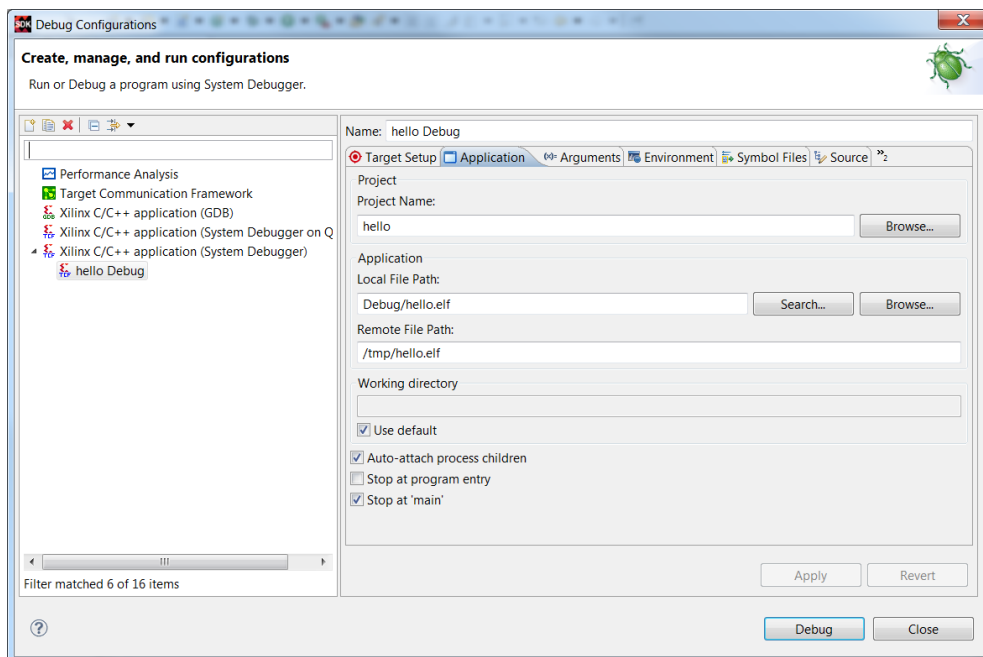 SDK Debug Configurations
Create, manage, and run configurations
Run or Debug a program using System Debugger.
Name: hello Debug
Target Setup Application (x)= Arguments Environment Symbol Files Source »2
Performance Analysis
Target Communication Framework
Xilinx C/C++ application (GDB)
Xilinx C/C++ application (System Debugger on Q
Xilinx C/C++ application (System Debugger)
hello Debug
Filter matched 6 of 16 items
Project
Project Name:
hello Browse...
Application
Local File Path:
Debug/hello.elf Search... Browse...
Remote File Path:
/tmp/hello.elf
Working directory
Use default
Auto-attach process children
Stop at program entry
Stop at 'main'
Apply Revert
? Debug Close